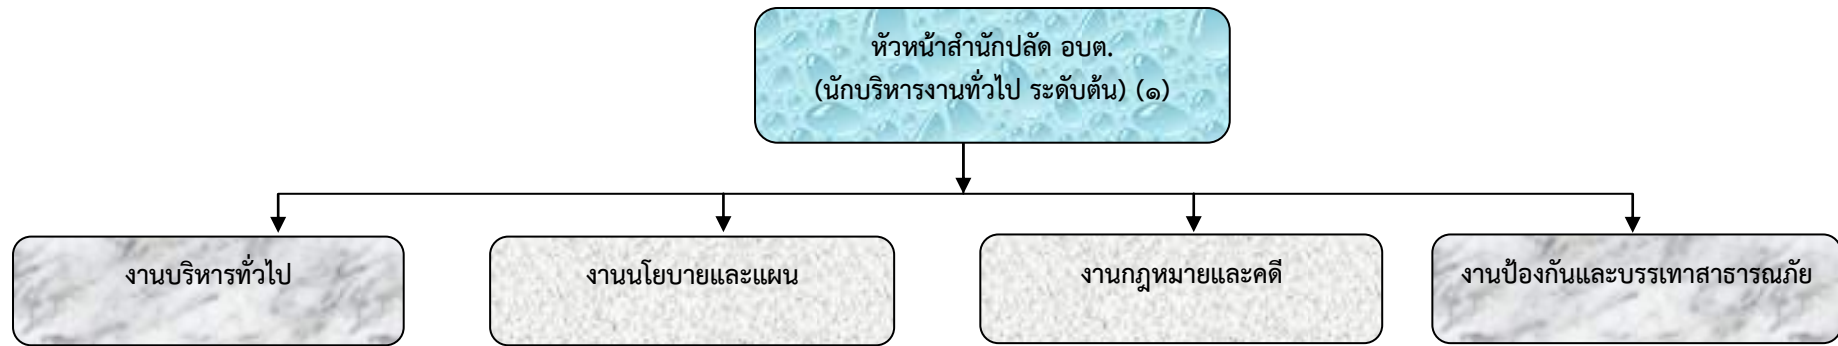 หัวหน้าสำนักปลัด อบต.
(นักบริหารงานทั่วไป ระดับต้น) (๑)
งานบริหารทั่วไป
งานนโยบายและแผน
งานกฎหมายและคดี
งานป้องกันและบรรเทาสาธารณภัย